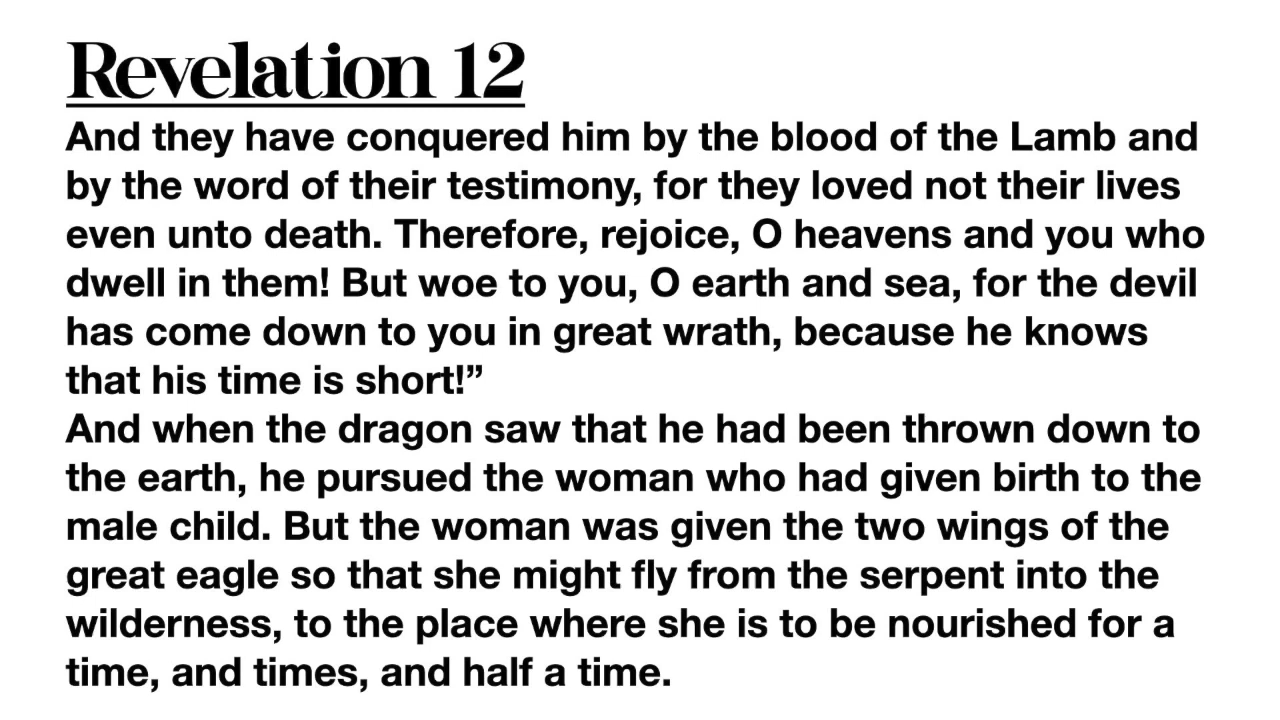 Revelation 12
And they have conquered him by the blood of the Lamb and
by the word of their testimony, for they loved not their lives
even unto death. Therefore, rejoice, O heavens and you who
dwell in them! But woe to you, O earth and sea, for the devil
has come down to you in great wrath, because he knows
that his time is short!”
And when the dragon saw that he had been thrown down to
the earth, he pursued the woman who had given birth to the
male child. But the woman was given the two wings of the
great eagle so that she might fly from the serpent into the
wilderness, to the place where she is to be nourished for a
time, and times, and half a time.